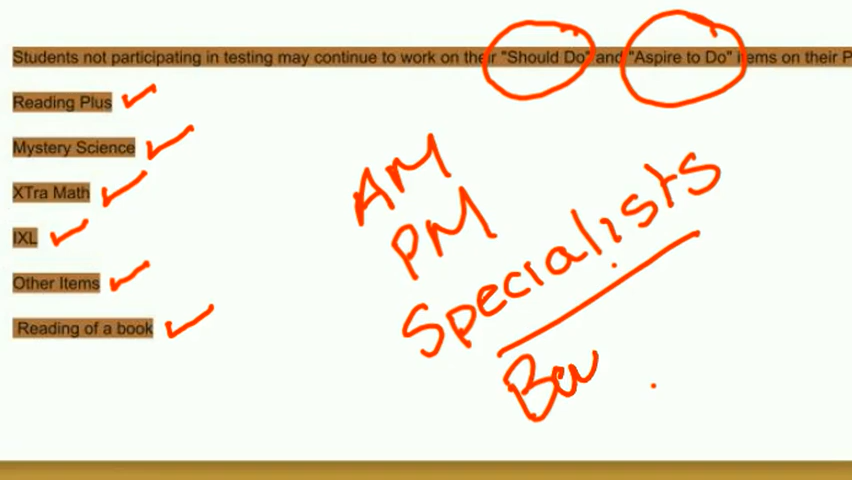 Students not participating in testing may continue to work on their "Should Do" and "Aspire to Do" items on their P
Reading Plus
Mystery Science
XTra Math
IXL
Other Items
Reading of a book
AM
PM
Specialists